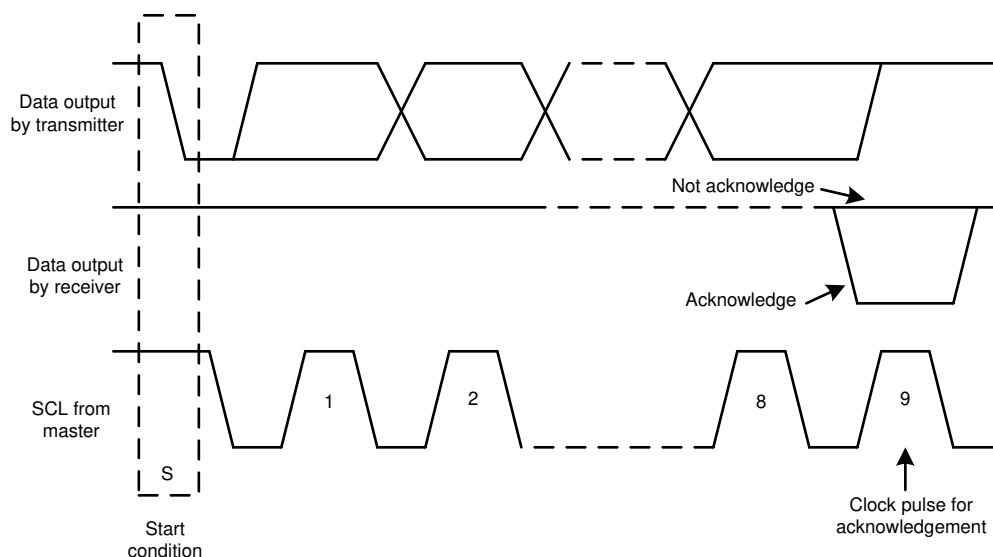 Data output
by transmitter
Not acknowledge
Data output
by receiver
Acknowledge
SCL from
master
1
2
8
9
S
Start
condition
Clock pulse for
acknowledgement